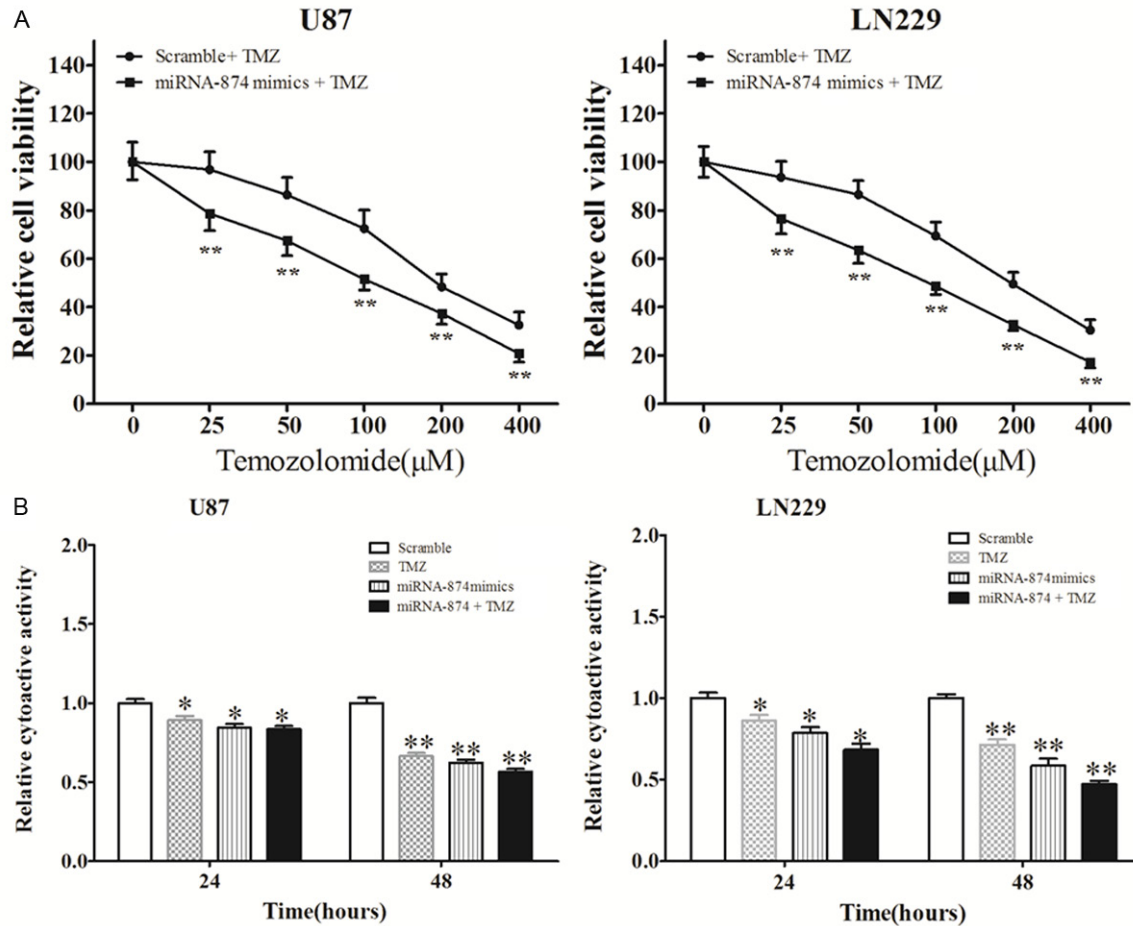 A
U87
Scramble+ TMZ
miRNA-874 mimics + TMZ
Relative cell viability
140
120
100
80
60
40
20
0
**
**
**
**
**
0 25 50 100 200 400
Temozolomide(μM)
LN229
Scramble+ TMZ
miRNA-874 mimics + TMZ
Relative cell viability
140
120
100
80
60
40
20
0
**
**
**
**
**
0 25 50 100 200 400
Temozolomide(μM)
B
U87
Scramble
TMZ
miRNA-874mimics
miRNA-874 + TMZ
Relative cytoactive activity
2.0
1.5
1.0
0.5
0.0
* * * ** ** **
24 48
Time(hours)
LN229
Scramble
TMZ
miRNA-874mimics
miRNA-874 + TMZ
Relative cytoactive activity
2.0
1.5
1.0
0.5
0.0
* * * ** ** **
24 48
Time(hours)